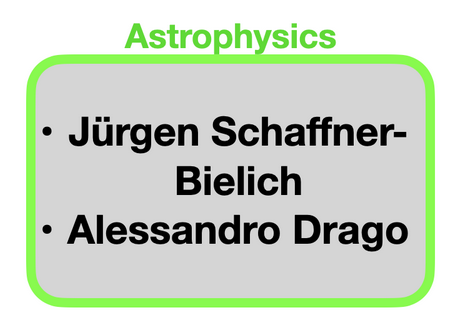 Astrophysics
• Jürgen Schaffner-
Bielich
• Alessandro Drago